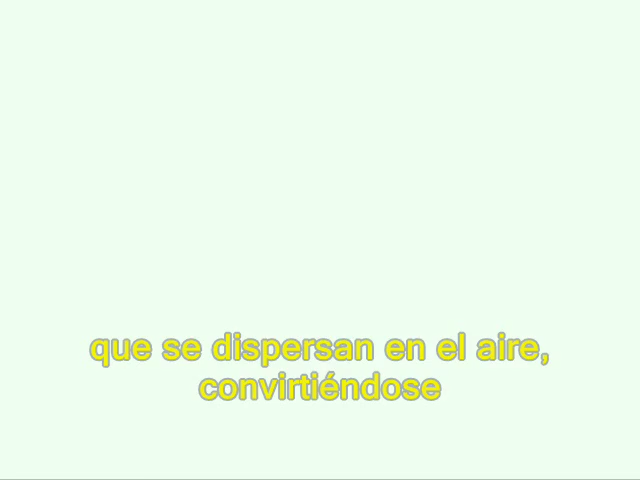 que se dispersan en el aire,
convirtiéndose